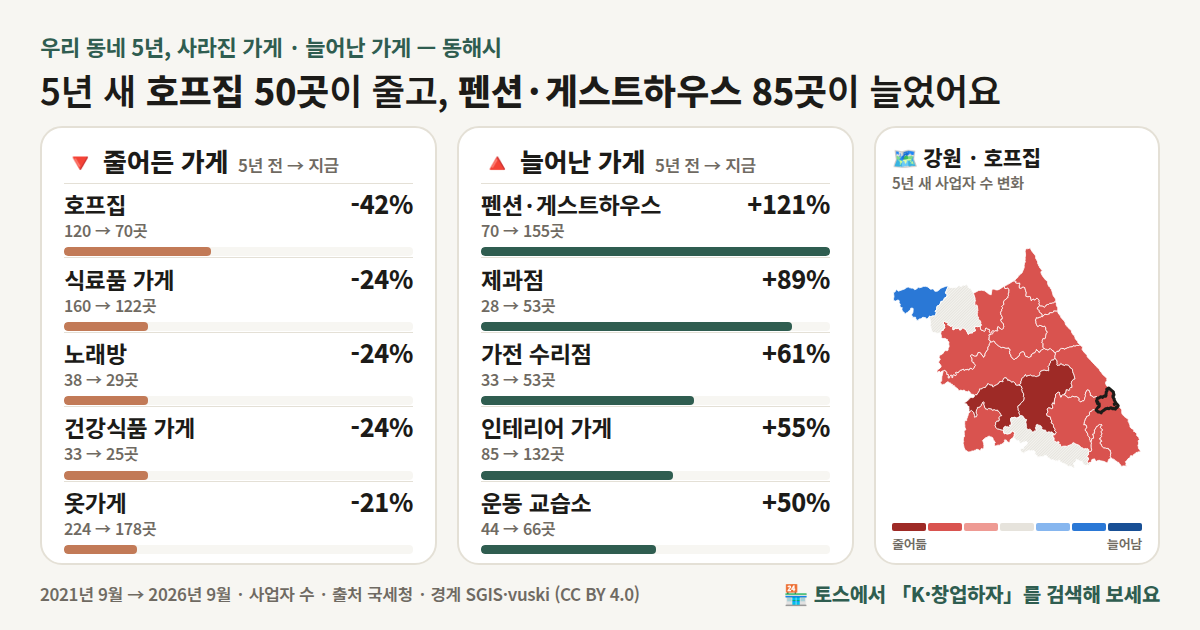 우리 동네 5년, 사라진 가게 · 늘어난 가게 — 동해시
5년 새 호프집 50곳이 줄고, 펜션·게스트하우스 85곳이 늘었어요
🔻 줄어든 가게 5년 전 → 지금
호프집 -42%
120 → 70곳
식료품 가게 -24%
160 → 122곳
노래방 -24%
38 → 29곳
건강식품 가게 -24%
33 → 25곳
옷가게 -21%
224 → 178곳
🔺 늘어난 가게 5년 전 → 지금
펜션·게스트하우스 +121%
70 → 155곳
제과점 +89%
28 → 53곳
가전 수리점 +61%
33 → 53곳
인테리어 가게 +55%
85 → 132곳
운동 교습소 +50%
44 → 66곳
🗺️ 강원 · 호프집
5년 새 사업자 수 변화
줄어듦 늘어남
2021년 9월 → 2026년 9월 · 사업자 수 · 출처 국세청 · 경계 SGIS·vuski (CC BY 4.0)
🏪 토스에서 「K·창업하자」를 검색해 보세요